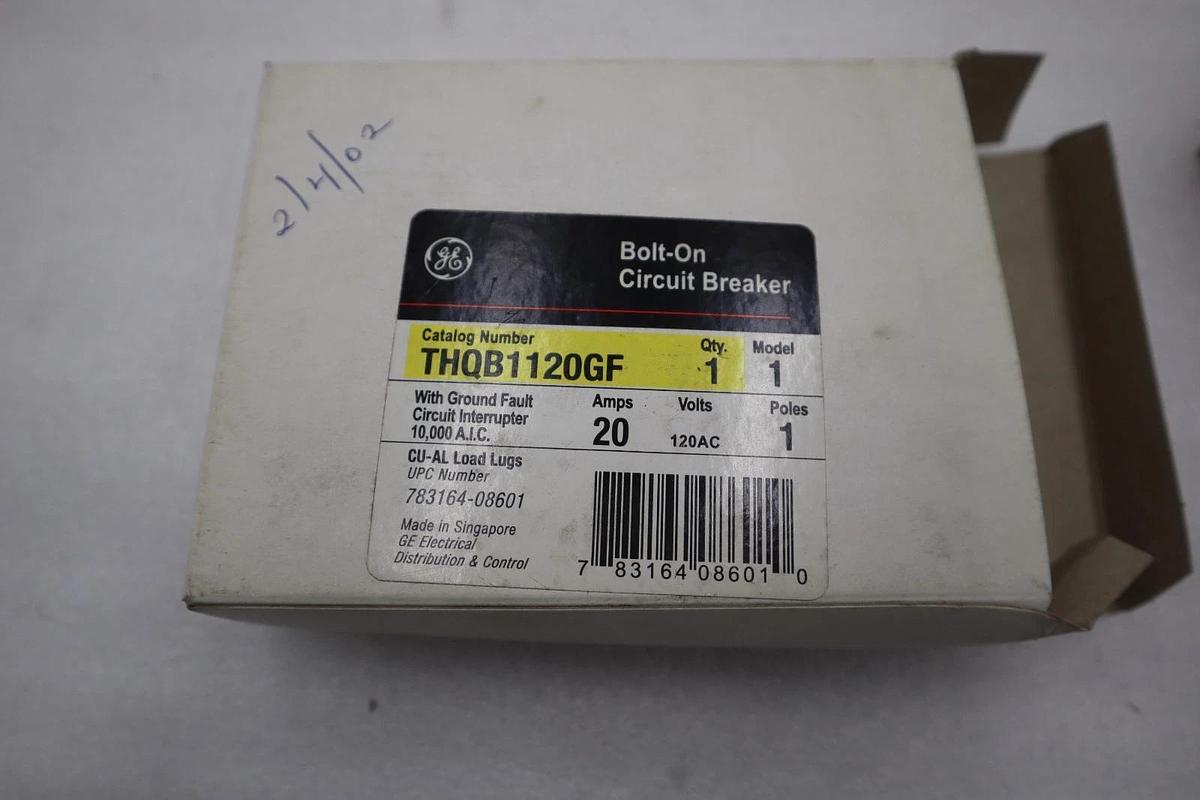 2/4/02
GE
Bolt-On
Circuit Breaker
Catalog Number
THQB1120GF
Qty.
1
Model
1
With Ground Fault
Circuit Interrupter
10,000 A.I.C.
Amps
20
Volts
120AC
Poles
1
CU-AL Load Lugs
UPC Number
783164-08601
Made in Singapore
GE Electrical
Distribution & Control
7 83164 08601 0